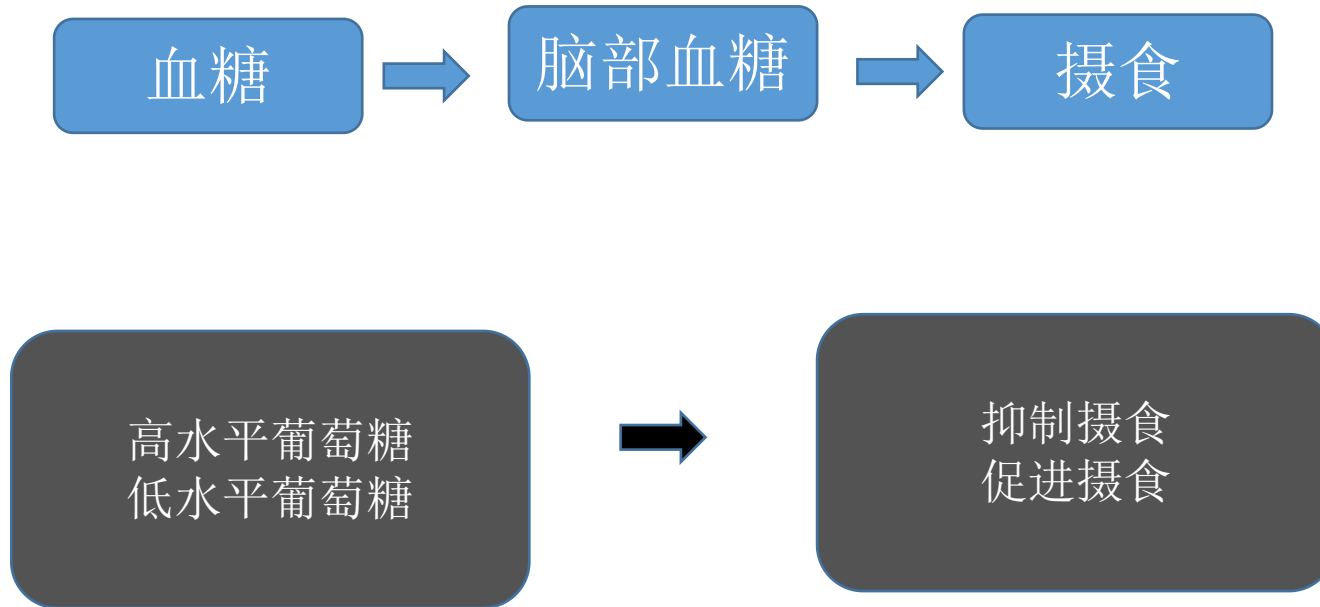 血糖
脑部血糖
摄食
高水平葡萄糖
低水平葡萄糖
抑制摄食
促进摄食